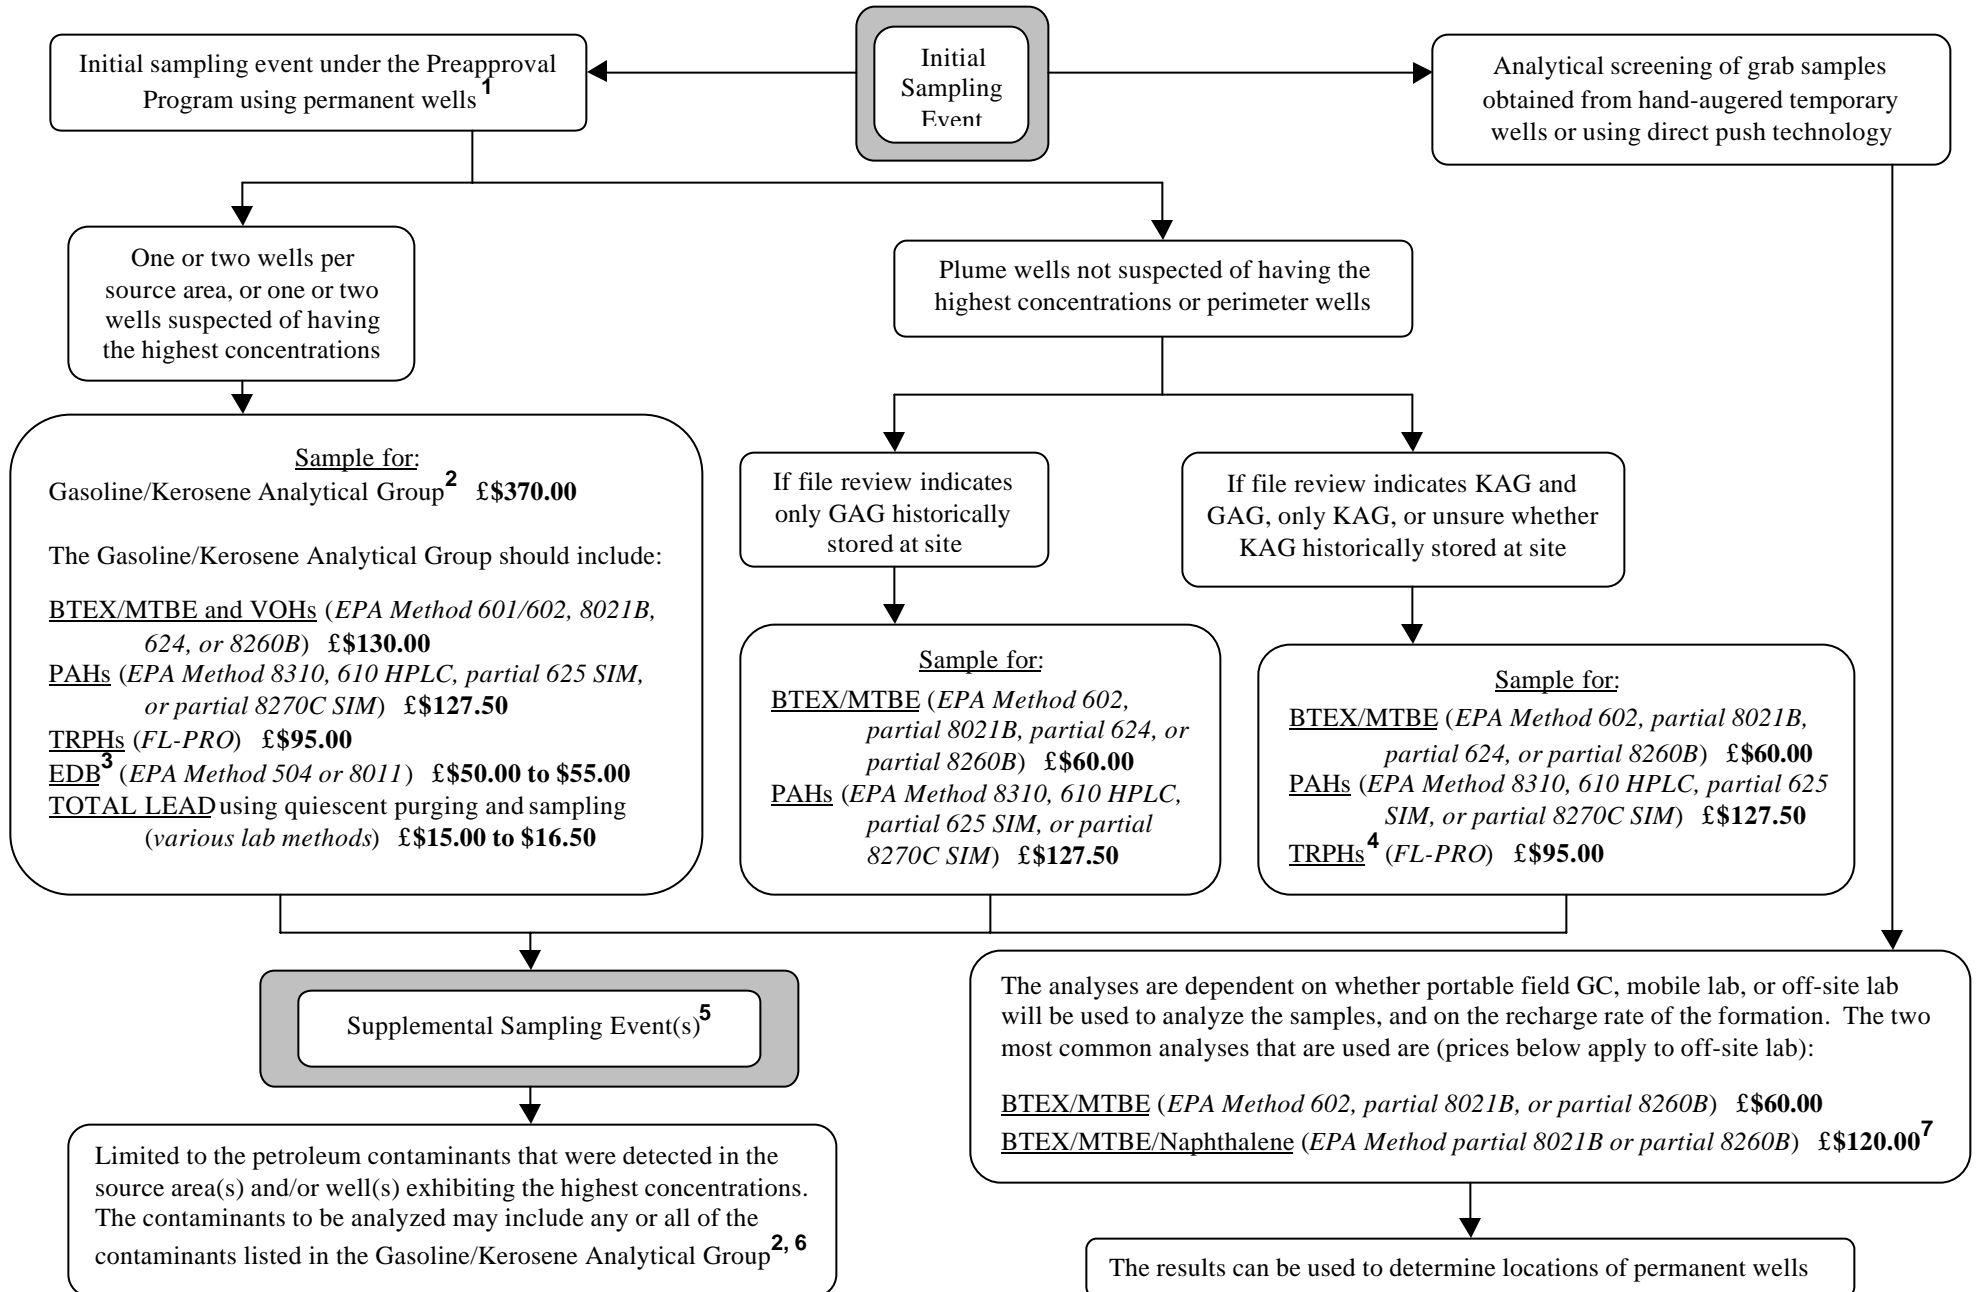 Initial sampling event under the Preapproval
Program using permanent wells 1
Initial
Sampling
Event
Analytical screening of grab samples
obtained from hand-augered temporary
wells or using direct push technology
One or two wells per
source area, or one or two
wells suspected of having
the highest concentrations
Plume wells not suspected of having the
highest concentrations or perimeter wells
Sample for:
Gasoline/Kerosene Analytical Group2 £$370.00
The Gasoline/Kerosene Analytical Group should include:
BTEX/MTBE and VOHs (EPA Method 601/602, 8021B,
624, or 8260B) £$130.00
PAHs (EPA Method 8310, 610 HPLC, partial 625 SIM,
or partial 8270C SIM) £$127.50
TRPHs (FL-PRO) £$95.00
EDB3 (EPA Method 504 or 8011) £$50.00 to $55.00
TOTAL LEAD using quiescent purging and sampling
(various lab methods) £$15.00 to $16.50
If file review indicates
only GAG historically
stored at site
If file review indicates KAG and
GAG, only KAG, or unsure whether
KAG historically stored at site
Sample for:
BTEX/MTBE (EPA Method 602,
partial 8021B, partial 624, or
partial 8260B) £$60.00
PAHs (EPA Method 8310, 610 HPLC,
partial 625 SIM, or partial
8270C SIM) £$127.50
Sample for:
BTEX/MTBE (EPA Method 602, partial 8021B,
partial 624, or partial 8260B) £$60.00
PAHs (EPA Method 8310, 610 HPLC, partial 625
SIM, or partial 8270C SIM) £$127.50
TRPHs4 (FL-PRO) £$95.00
Supplemental Sampling Event(s)5
Limited to the petroleum contaminants that were detected in the
source area(s) and/or well(s) exhibiting the highest concentrations.
The contaminants to be analyzed may include any or all of the
contaminants listed in the Gasoline/Kerosene Analytical Group2, 6
The analyses are dependent on whether portable field GC, mobile lab, or off-site lab
will be used to analyze the samples, and on the recharge rate of the formation. The two
most common analyses that are used are (prices below apply to off-site lab):
BTEX/MTBE (EPA Method 602, partial 8021B, or partial 8260B) £$60.00
BTEX/MTBE/Naphthalene (EPA Method partial 8021B or partial 8260B) £$120.007
The results can be used to determine locations of permanent wells